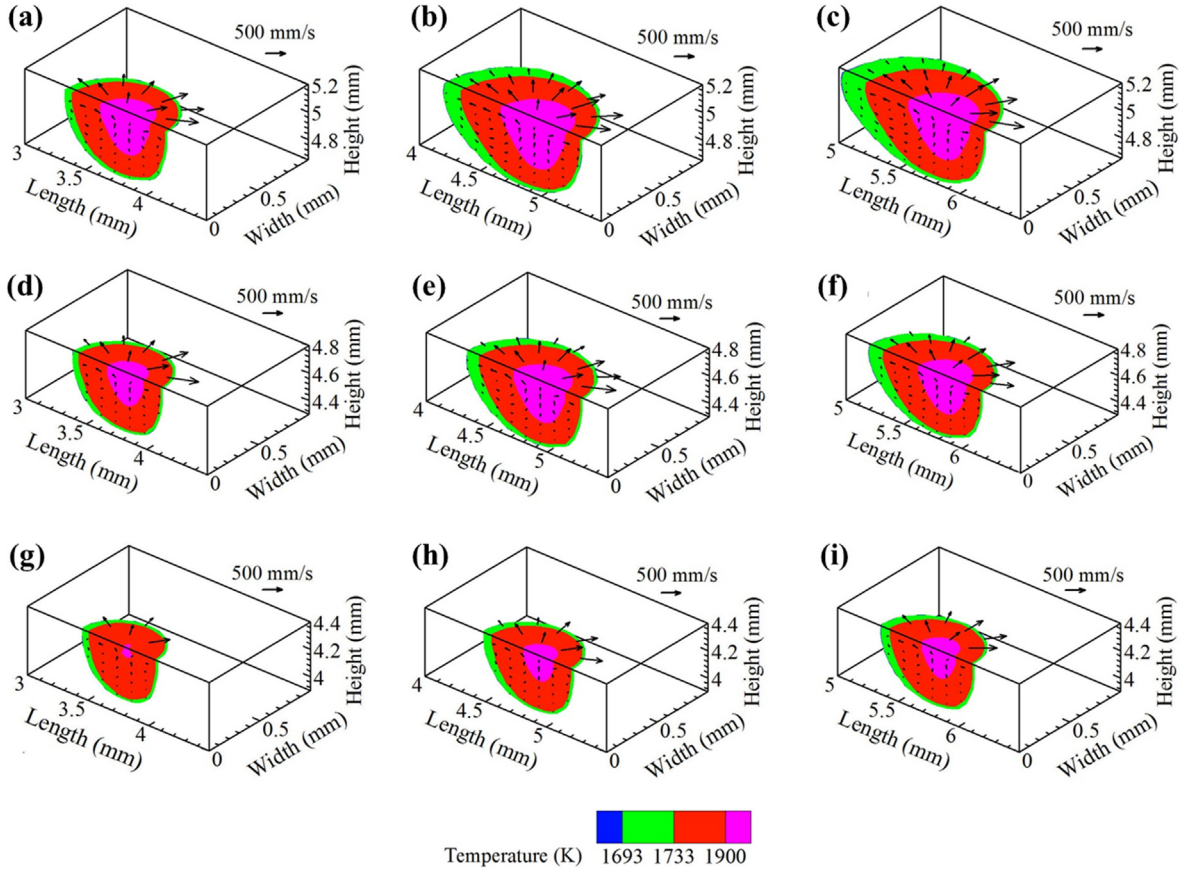 (a)
500 mm/s
5.2
5
4.8
Height (mm)
3
3.5
4
Length (mm)
0
0.5
Width (mm)
(b)
500 mm/s
5.2
5
4.8
Height (mm)
4
4.5
5
Length (mm)
0
0.5
Width (mm)
(c)
500 mm/s
5.2
5
4.8
Height (mm)
5
5.5
6
Length (mm)
0
0.5
Width (mm)
(d)
500 mm/s
4.8
4.6
4.4
Height (mm)
3
3.5
4
Length (mm)
0
0.5
Width (mm)
(e)
500 mm/s
4.8
4.6
4.4
Height (mm)
4
4.5
5
Length (mm)
0
0.5
Width (mm)
(f)
500 mm/s
4.8
4.6
4.4
Height (mm)
5
5.5
6
Length (mm)
0
0.5
Width (mm)
(g)
500 mm/s
4.4
4.2
4
Height (mm)
3
3.5
4
Length (mm)
0
0.5
Width (mm)
(h)
500 mm/s
4.4
4.2
4
Height (mm)
4
4.5
5
Length (mm)
0
0.5
Width (mm)
(i)
500 mm/s
4.4
4.2
4
Height (mm)
5
5.5
6
Length (mm)
0
0.5
Width (mm)
Temperature (K) 1693 1733 1900